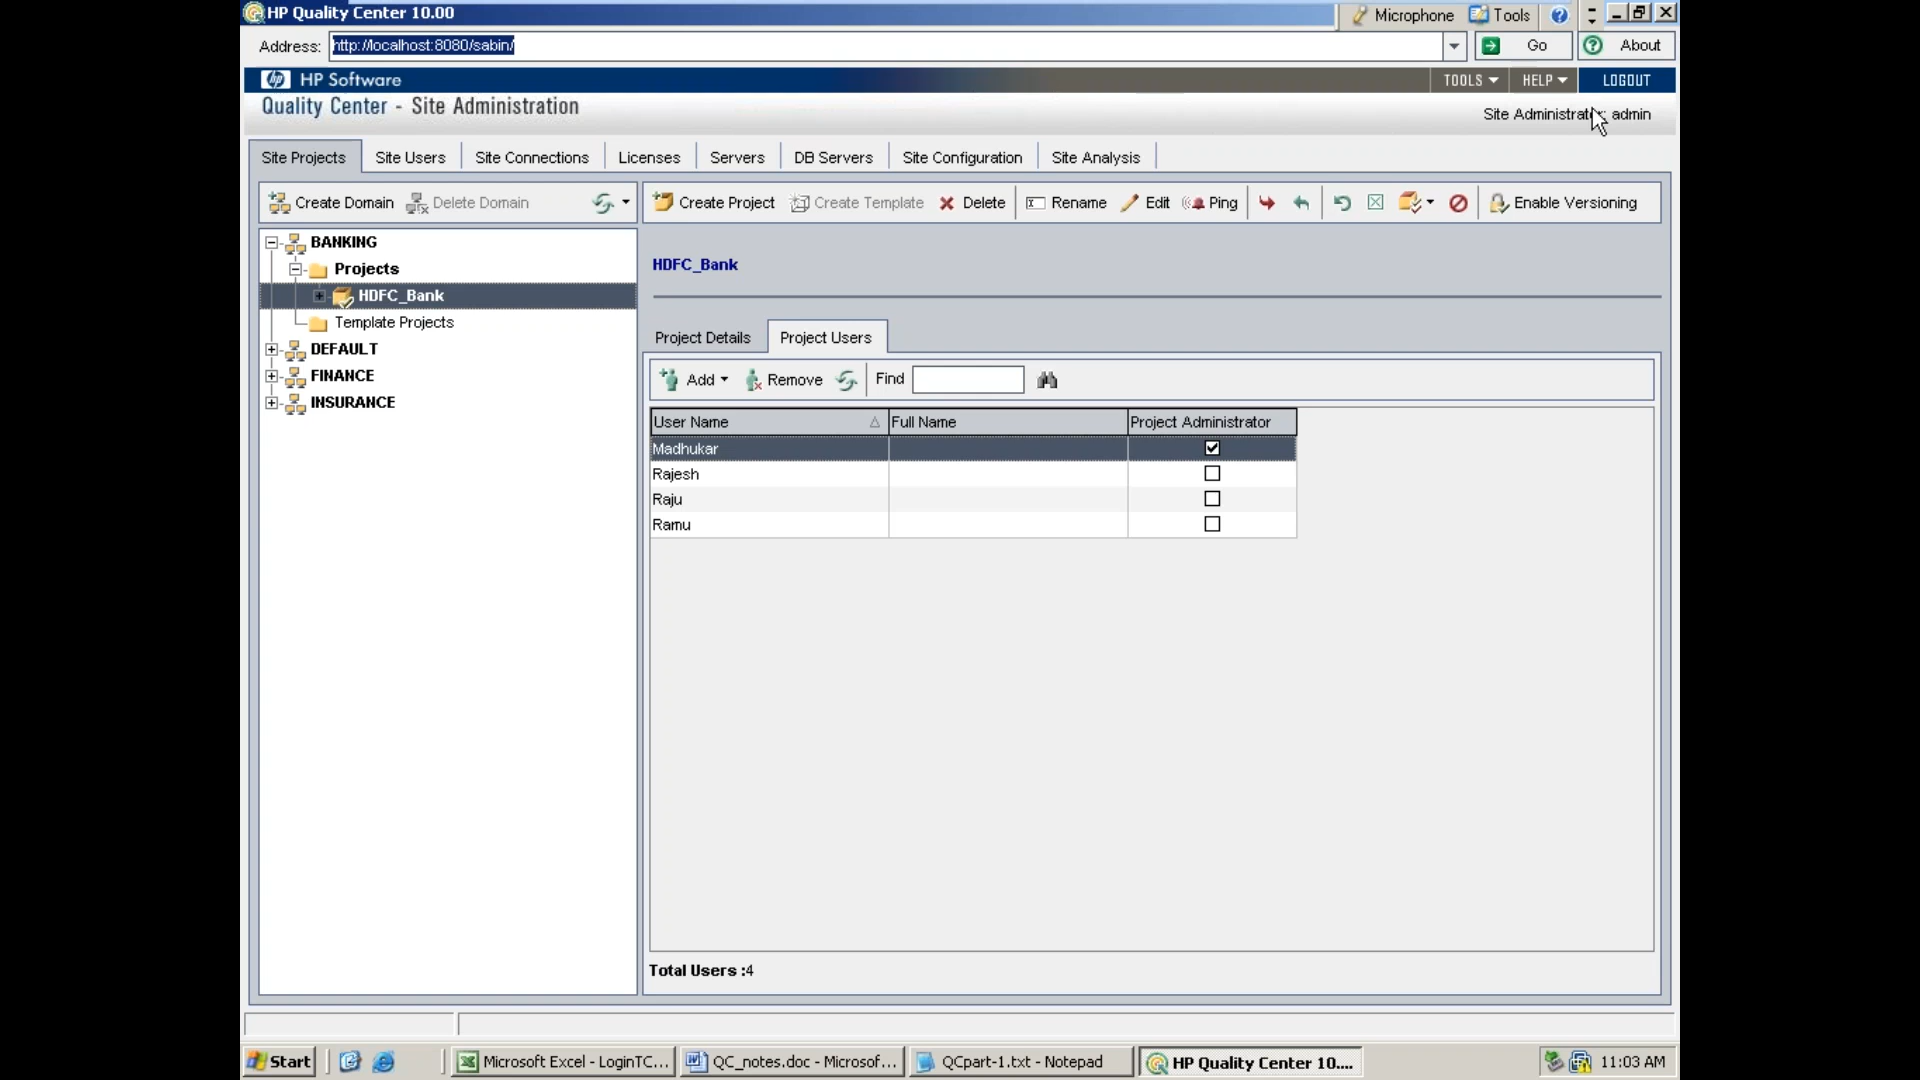 HP Quality Center 10.00
Microphone Tools
Address: http://localhost:8080/sabin/ Go About
hp HP Software TOOLS HELP LOGOUT
Quality Center - Site Administration
Site Administrator: admin
Site Projects Site Users Site Connections Licenses Servers DB Servers Site Configuration Site Analysis
Create Domain Delete Domain Create Project Create Template Delete Rename Edit Ping Enable Versioning
BANKING
Projects
HDFC_Bank
Template Projects
DEFAULT
FINANCE
INSURANCE
HDFC_Bank
Project Details Project Users
Add Remove Find
User Name Full Name Project Administrator
Madhukar
Rajesh
Raju
Ramu
Total Users :4
Start Microsoft Excel - LoginTC... QC_notes.doc - Microsof... QCpart-1.txt - Notepad HP Quality Center 10.... 11:03 AM